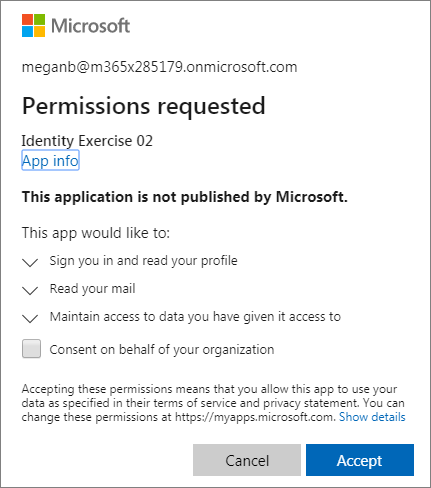 Microsoft
meganb@m365x285179.onmicrosoft.com
Permissions requested
Identity Exercise 02
App info
This application is not published by Microsoft.
This app would like to:
Sign you in and read your profile
Read your mail
Maintain access to data you have given it access to
Consent on behalf of your organization
Accepting these permissions means that you allow this app to use your
data as specified in their terms of service and privacy statement. You can
change these permissions at https://myapps.microsoft.com. Show details
Cancel Accept